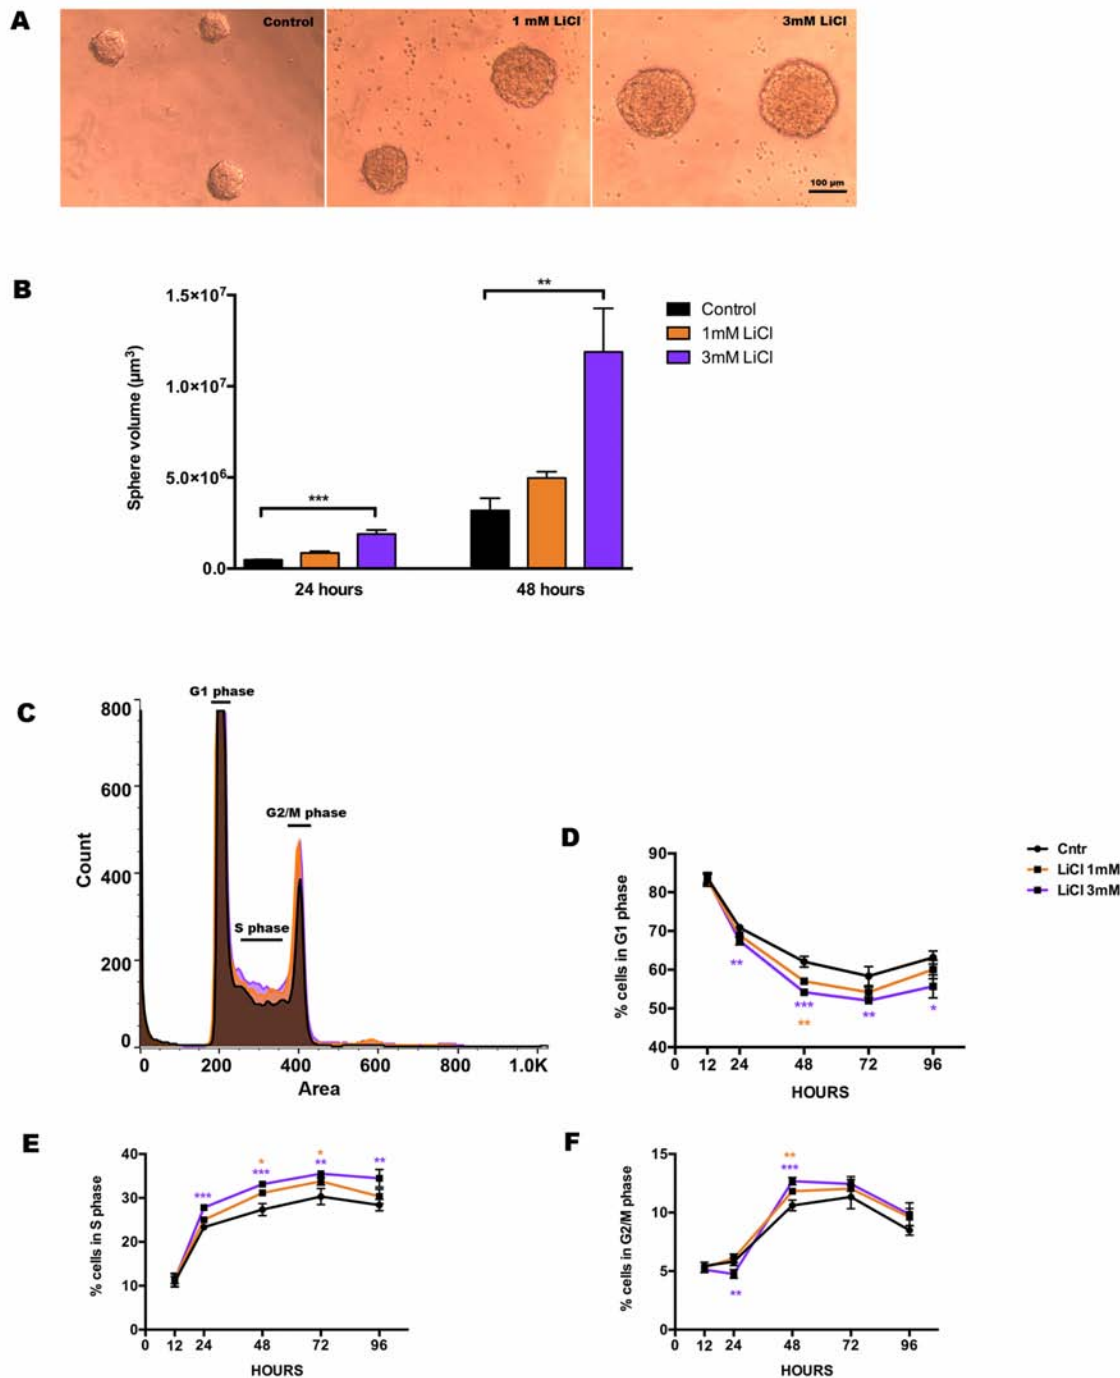 A
Control
1 mM LiCl
3mM LiCl
100 µm
B
**
1.5×10⁷
1.0×10⁷
5.0×10⁶
0.0
Sphere volume (µm³)
***
24 hours
48 hours
Control
1mM LiCl
3mM LiCl
C
G1 phase
G2/M phase
S phase
800
600
400
200
0
Count
0 200 400 600 800 1.0K
Area
D
Cntr
LiCl 1mM
LiCl 3mM
90
80
70
60
50
40
% cells in G1 phase
** *** ** ** *
0 12 24 48 72 96
HOURS
E
40
30
20
10
0
% cells in S phase
* *
*** *** ** **
0 12 24 48 72 96
HOURS
F
15
10
5
0
% cells in G2/M phase
**
***
**
0 12 24 48 72 96
HOURS